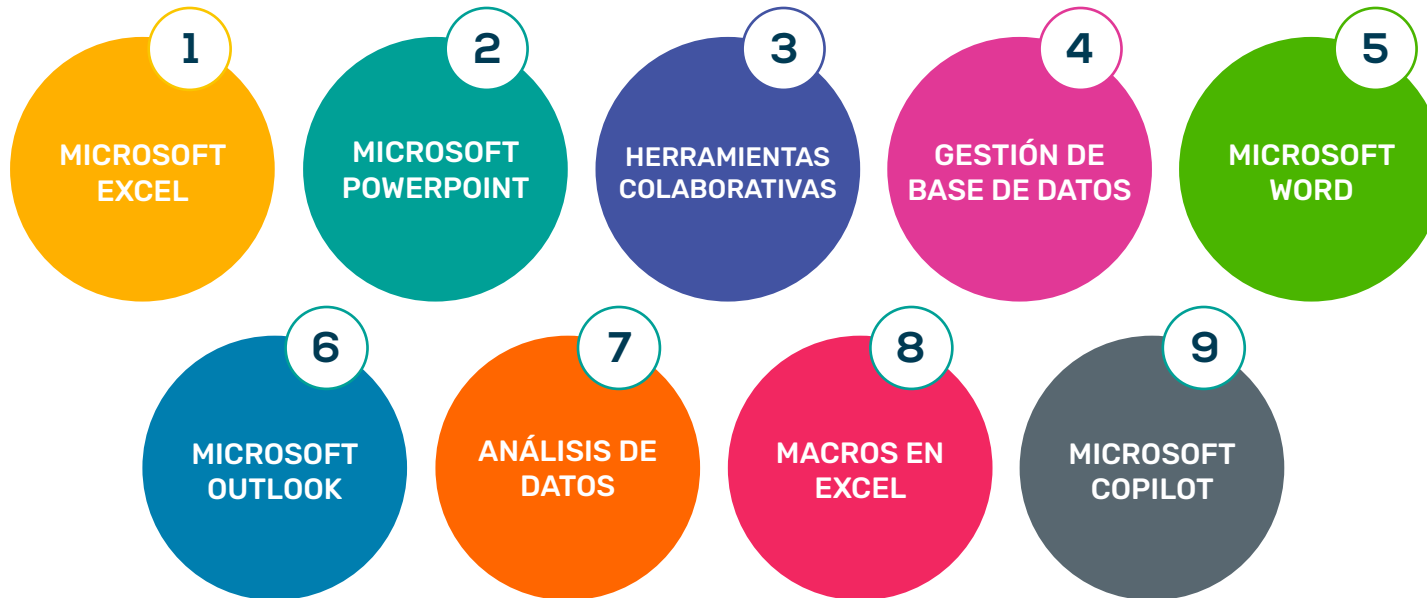 1
MICROSOFT
EXCEL
2
MICROSOFT
POWERPOINT
3
HERRAMIENTAS
COLABORATIVAS
4
GESTIÓN DE
BASE DE DATOS
5
MICROSOFT
WORD
6
MICROSOFT
OUTLOOK
7
ANÁLISIS DE
DATOS
8
MACROS EN
EXCEL
9
MICROSOFT
COPILOT